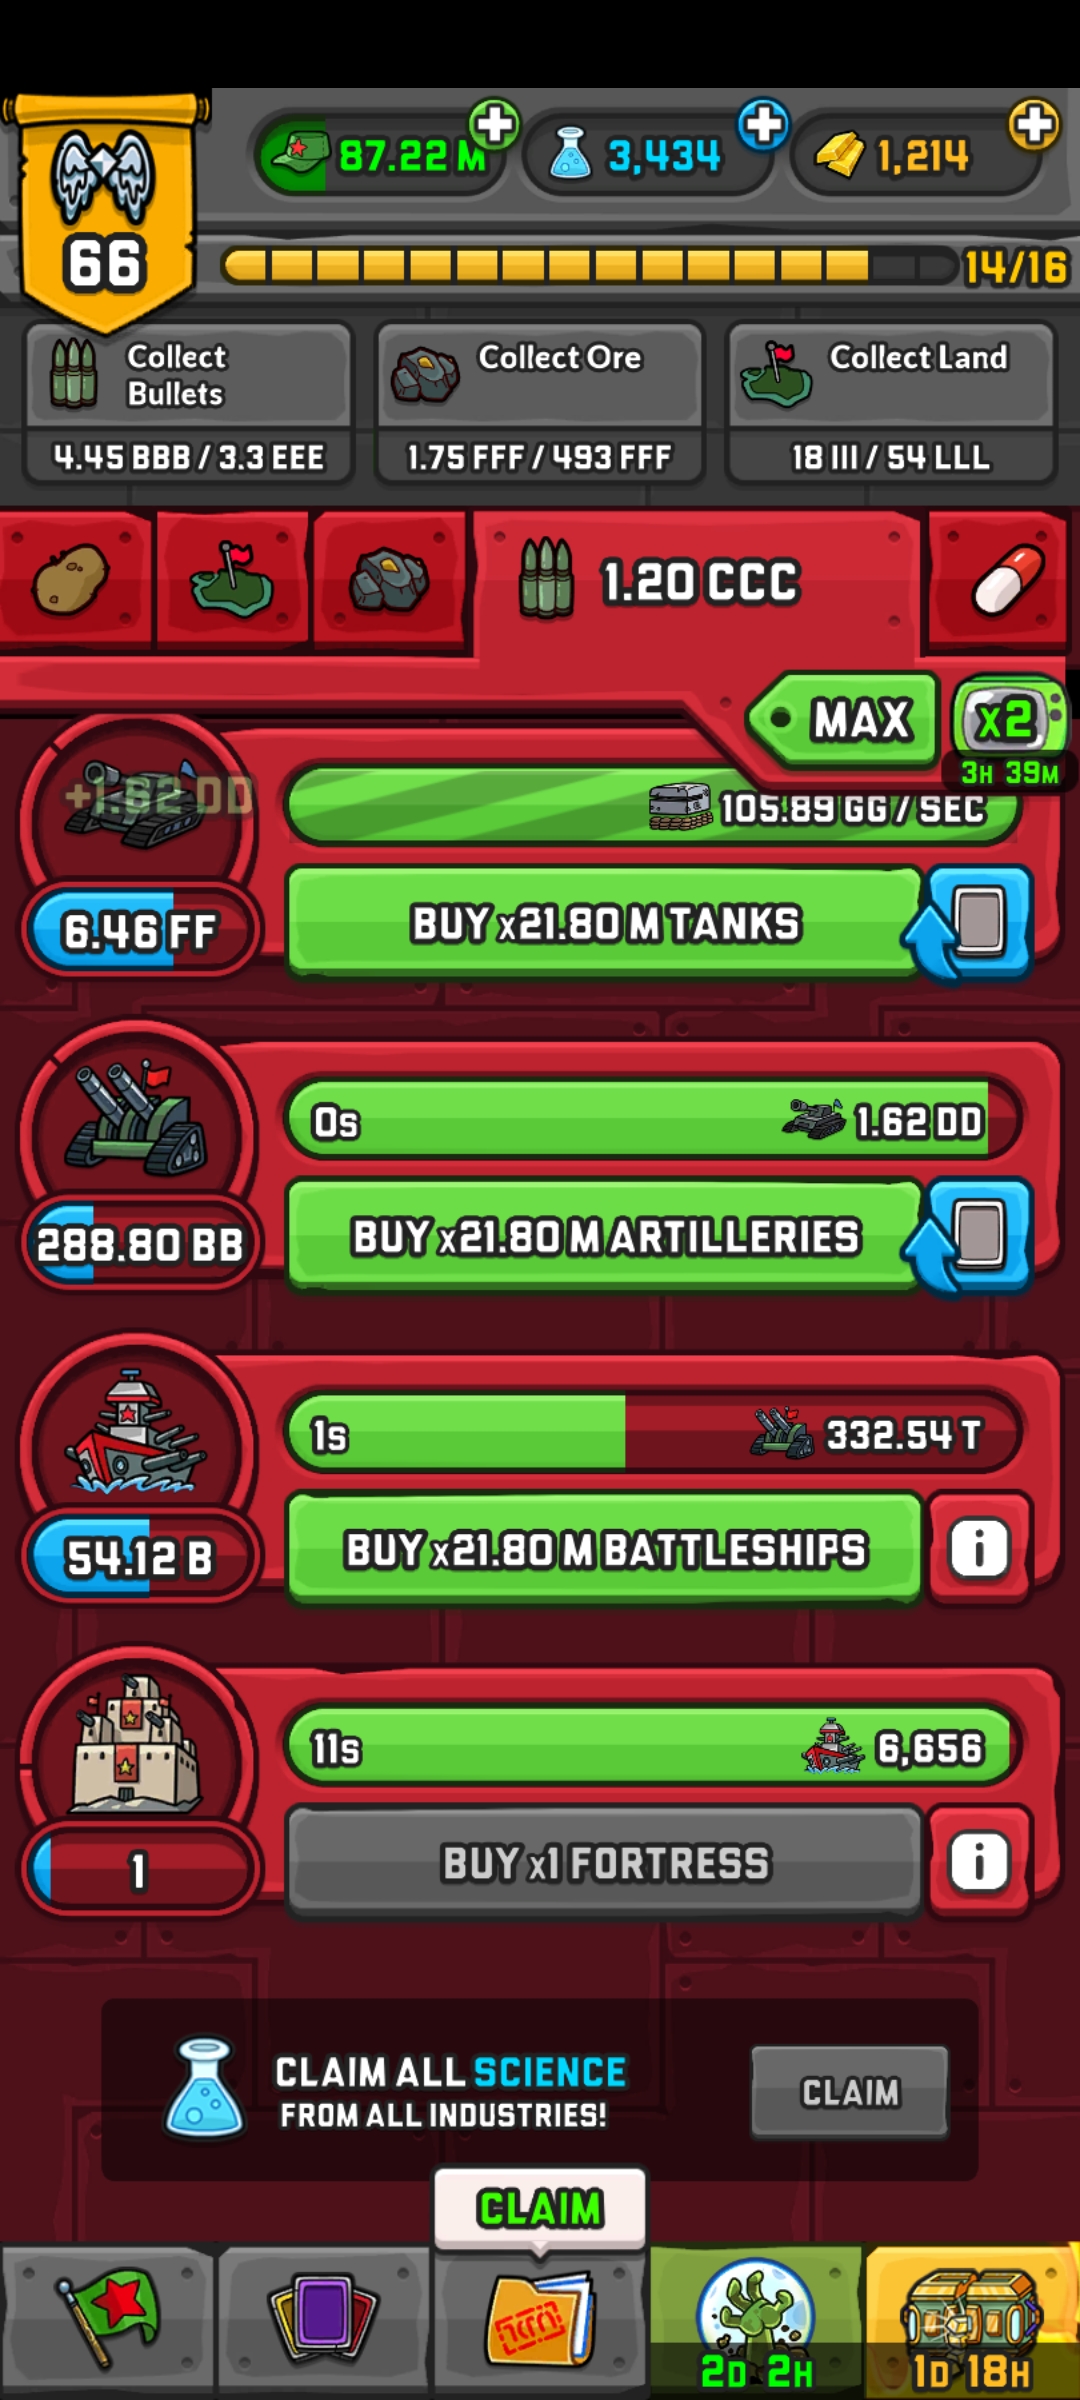 87.22 M
3,434
1,214
66
14/16
Collect
Bullets
Collect Ore
Collect Land
4.45 BBB / 3.3 EEE
1.75 FFF / 493 FFF
18 III / 54 LLL
1.20 CCC
MAX
x2
3H 39M
+1.62 DD
105.89 GG / SEC
6.46 FF
BUY x21.80 M TANKS
0s
1.62 DD
288.80 BB
BUY x21.80 M ARTILLERIES
1s
332.54 T
54.12 B
BUY x21.80 M BATTLESHIPS
i
11s
6,656
1
BUY x1 FORTRESS
i
CLAIM ALL SCIENCE
FROM ALL INDUSTRIES!
CLAIM
CLAIM
2D 2H
1D 18H